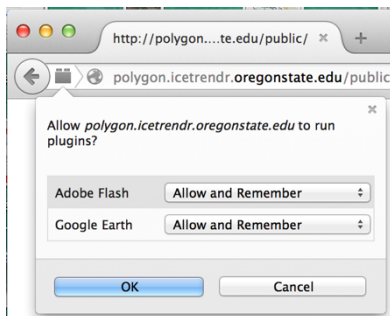 http://polygon....te.edu/public/
polygon.icetrendr.oregonstate.edu/public
Allow polygon.icetrendr.oregonstate.edu to run
plugins?
Adobe Flash Allow and Remember
Google Earth Allow and Remember
OK Cancel